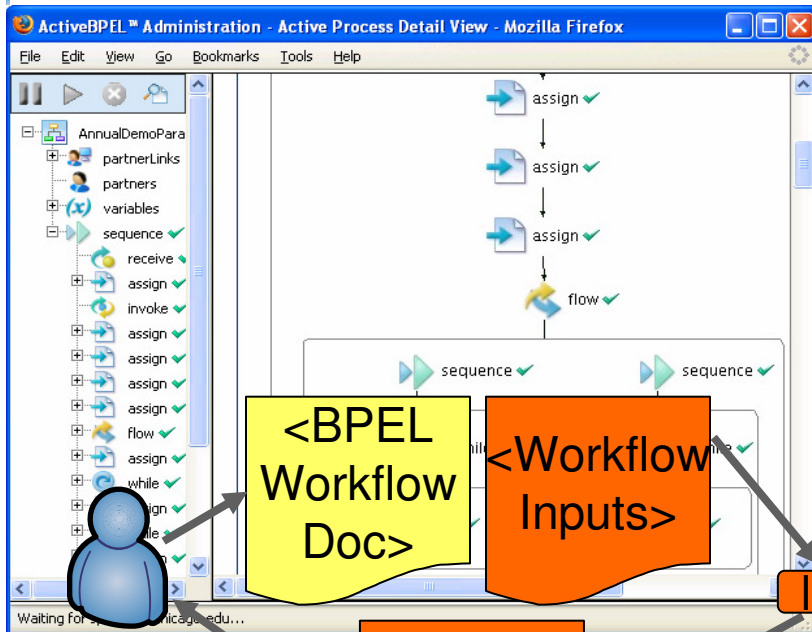 ActiveBPEL™ Administration - Active Process Detail View - Mozilla Firefox
File Edit View Go Bookmarks Tools Help
AnnualDemoPara
partnerLinks
partners
(x) variables
sequence
receive
assign
invoke
assign
assign
assign
assign
flow
assign
while
assign
assign
assign
flow
sequence
sequence
<BPEL
Workflow
Doc>
<Workflow
Inputs>
Waiting for